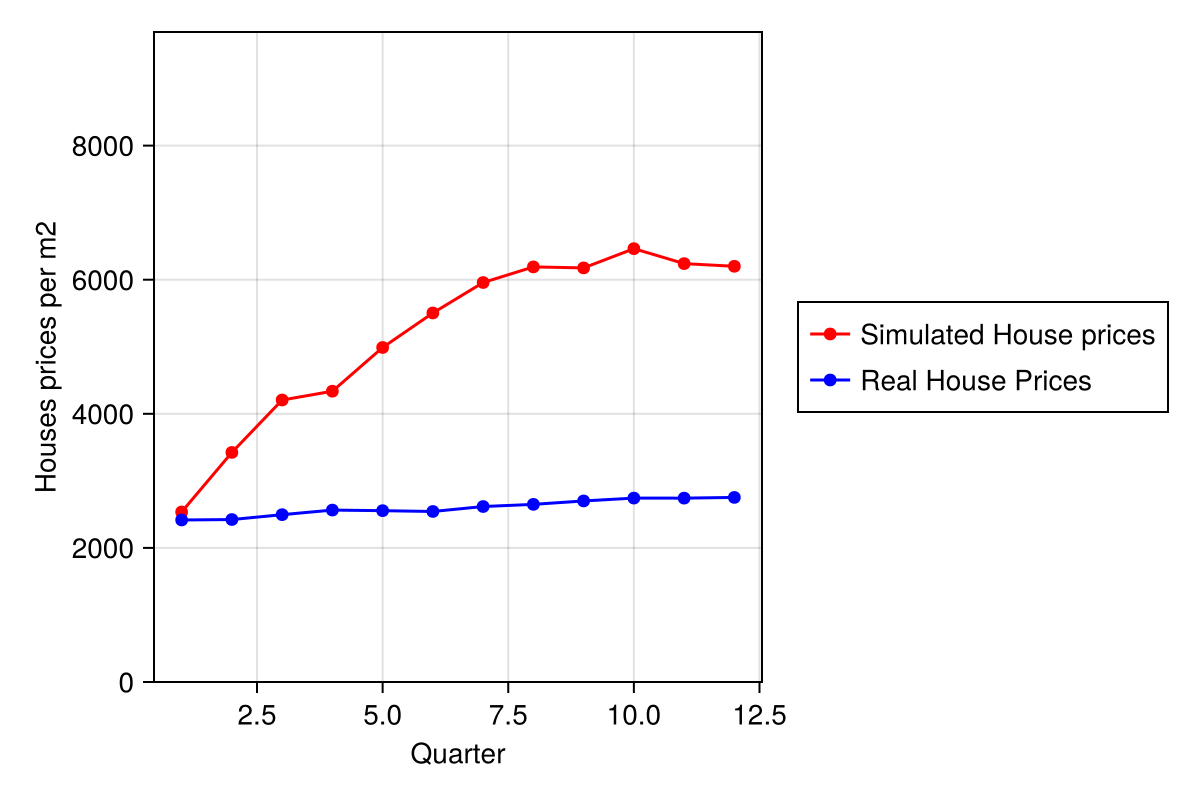 8000
6000
4000
2000
0
Houses prices per m2
2.5 5.0 7.5 10.0 12.5
Quarter
Simulated House prices
Real House Prices